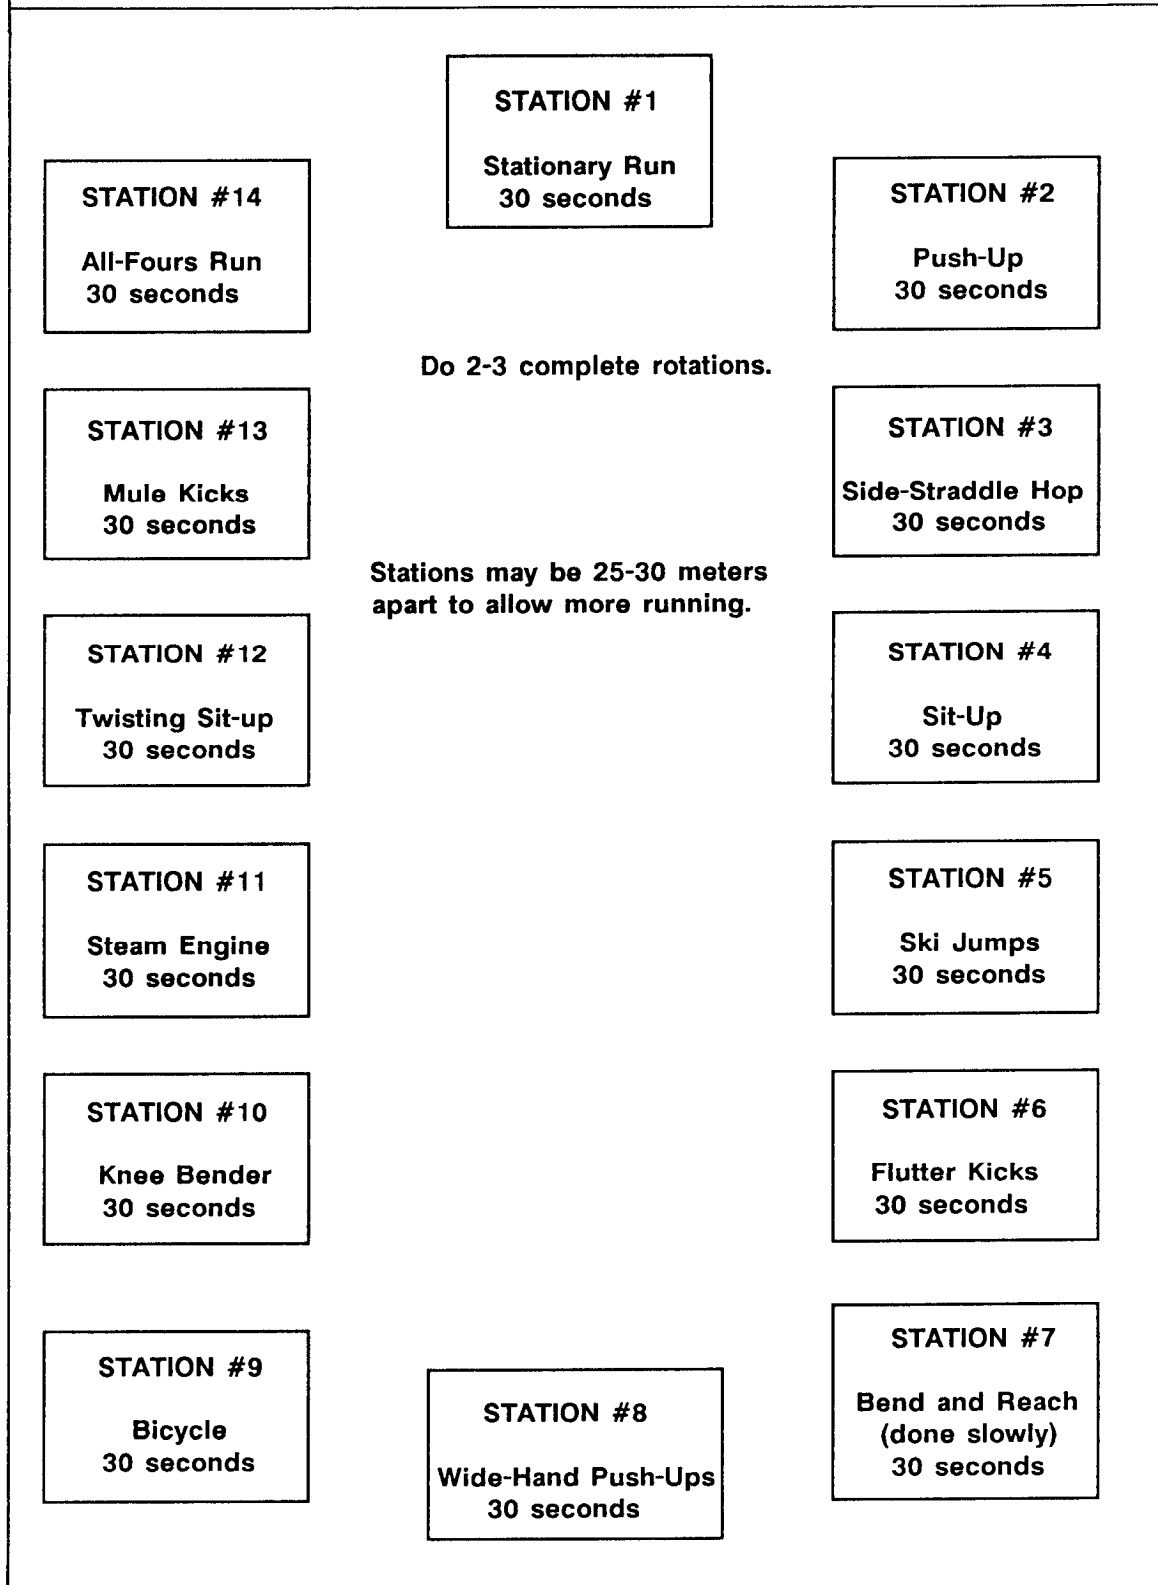 STATION #1
Stationary Run
30 seconds
STATION #2
Push-Up
30 seconds
STATION #3
Side-Straddle Hop
30 seconds
STATION #4
Sit-Up
30 seconds
STATION #5
Ski Jumps
30 seconds
STATION #6
Flutter Kicks
30 seconds
STATION #7
Bend and Reach
(done slowly)
30 seconds
STATION #8
Wide-Hand Push-Ups
30 seconds
STATION #9
Bicycle
30 seconds
STATION #10
Knee Bender
30 seconds
STATION #11
Steam Engine
30 seconds
STATION #12
Twisting Sit-up
30 seconds
STATION #13
Mule Kicks
30 seconds
STATION #14
All-Fours Run
30 seconds
Do 2-3 complete rotations.
Stations may be 25-30 meters
apart to allow more running.